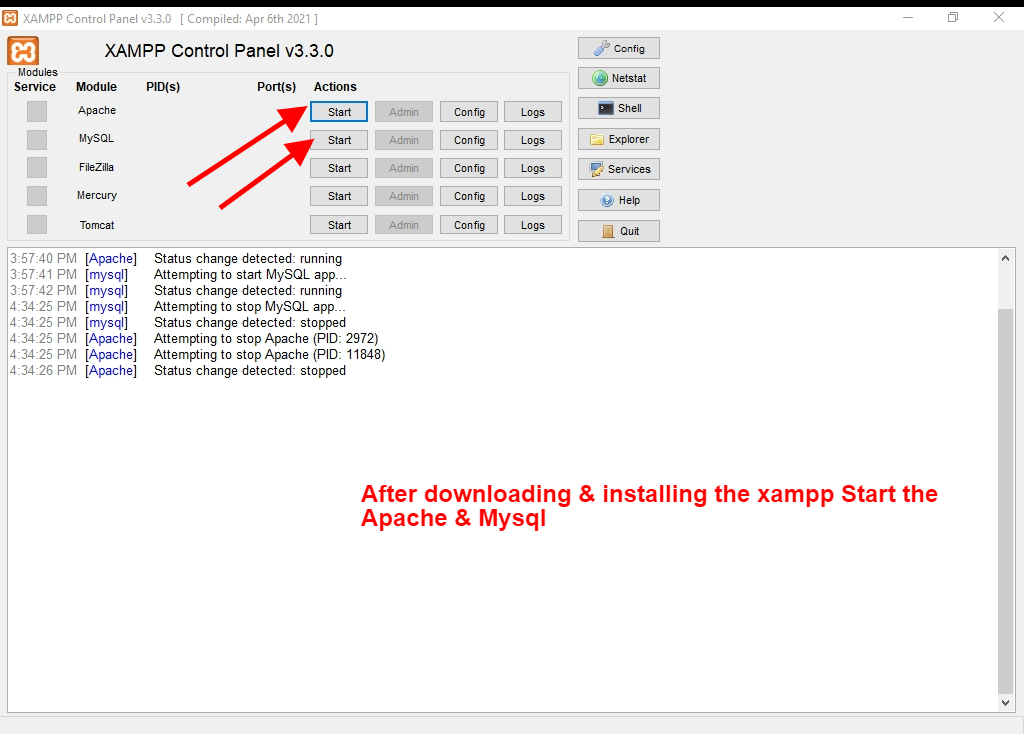 XAMPP Control Panel v3.3.0 [ Compiled: Apr 6th 2021 ]
XAMPP Control Panel v3.3.0
Config
Modules
Service Module PID(s) Port(s) Actions
Netstat
Apache Start Admin Config Logs
Shell
MySQL Start Admin Config Logs
Explorer
FileZilla Start Admin Config Logs
Services
Mercury Start Admin Config Logs
Help
Tomcat Start Admin Config Logs
Quit
3:57:40 PM [Apache] Status change detected: running
3:57:41 PM [mysql] Attempting to start MySQL app...
3:57:42 PM [mysql] Status change detected: running
4:34:25 PM [mysql] Attempting to stop MySQL app...
4:34:25 PM [mysql] Status change detected: stopped
4:34:25 PM [Apache] Attempting to stop Apache (PID: 2972)
4:34:25 PM [Apache] Attempting to stop Apache (PID: 11848)
4:34:26 PM [Apache] Status change detected: stopped
After downloading & installing the xampp Start the
Apache & Mysql